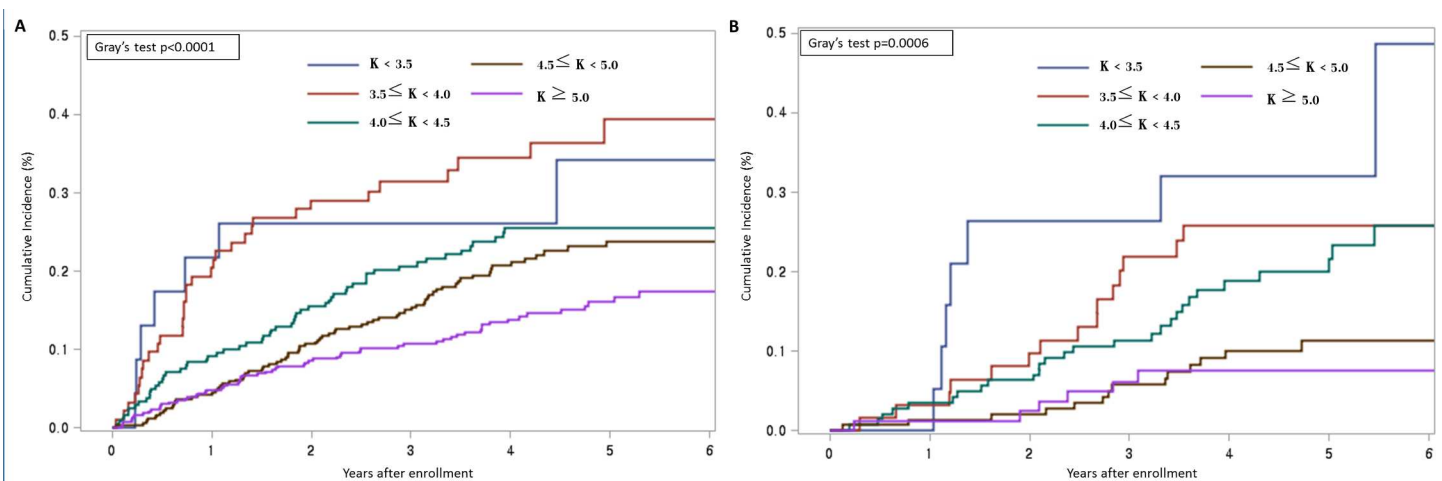 A
Gray's test p<0.0001
K < 3.5
3.5≤ K < 4.0
4.0≤ K < 4.5
4.5≤ K < 5.0
K ≥ 5.0
Cumulative Incidence (%)
0.5
0.4
0.3
0.2
0.1
0.0
0 1 2 3 4 5 6
Years after enrollment
B
Gray's test p=0.0006
K < 3.5
3.5≤ K < 4.0
4.0≤ K < 4.5
4.5≤ K < 5.0
K ≥ 5.0
Cumulative Incidence (%)
0.5
0.4
0.3
0.2
0.1
0.0
0 1 2 3 4 5 6
Years after enrollment